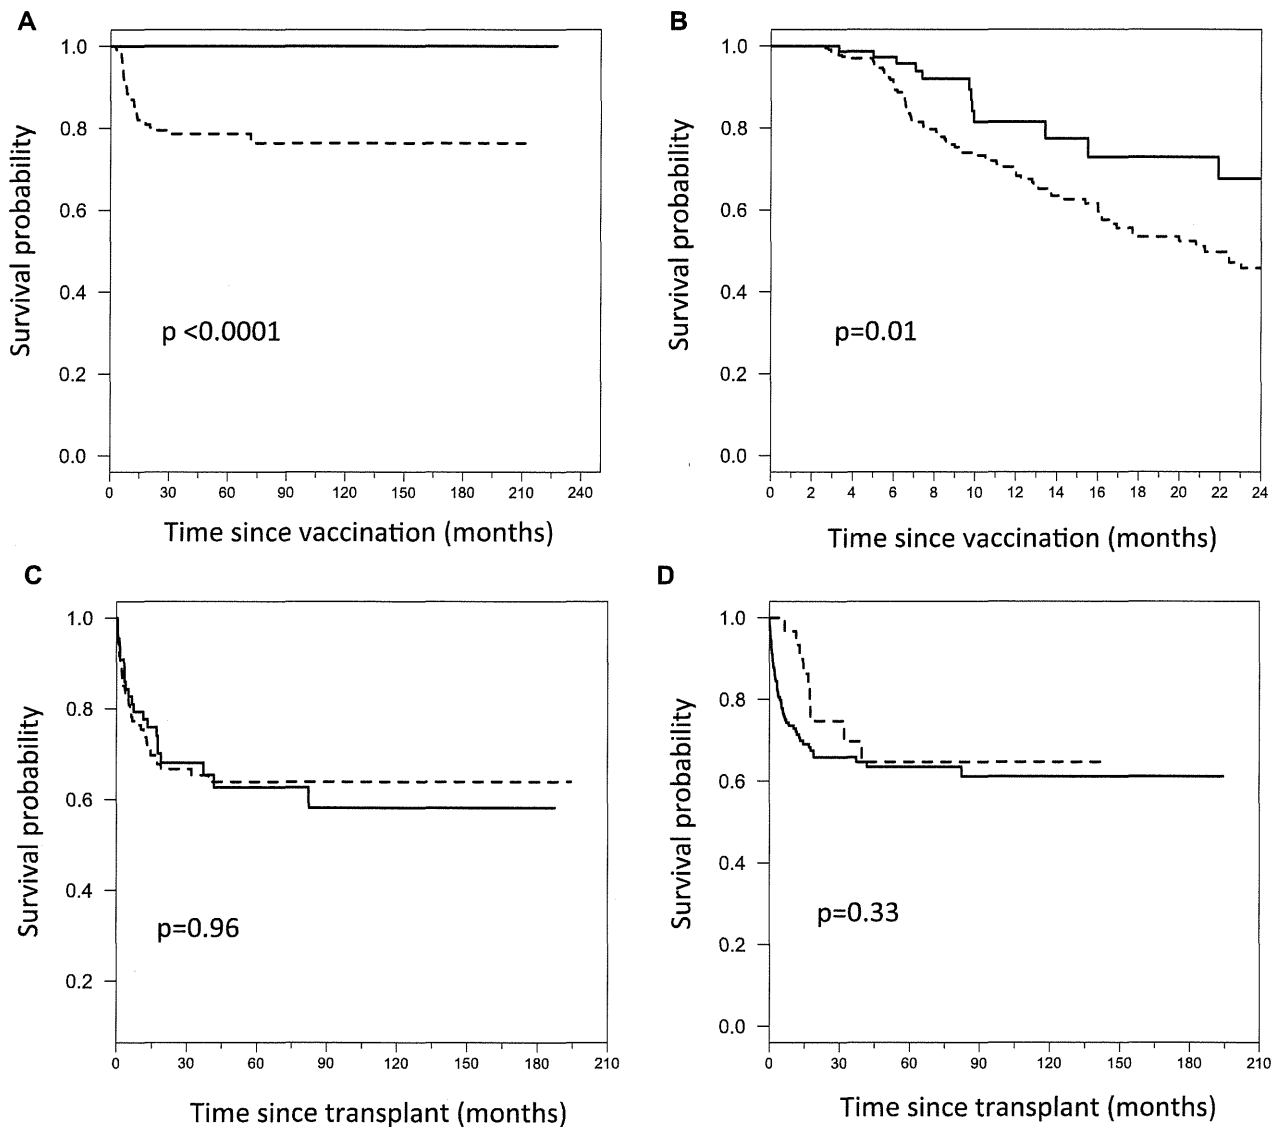 A
Survival probability
1.0
0.8
0.6
0.4
0.2
0.0
p <0.0001
0 30 60 90 120 150 180 210 240
Time since vaccination (months)
B
Survival probability
1.0
0.8
0.6
0.4
0.2
0.0
p=0.01
0 2 4 6 8 10 12 14 16 18 20 22 24
Time since vaccination (months)
C
Survival probability
1.0
0.8
0.6
0.4
0.2
p=0.96
0 30 60 90 120 150 180 210
Time since transplant (months)
D
Survival probability
1.0
0.8
0.6
0.4
0.2
0.0
p=0.33
0 30 60 90 120 150 180 210
Time since transplant (months)